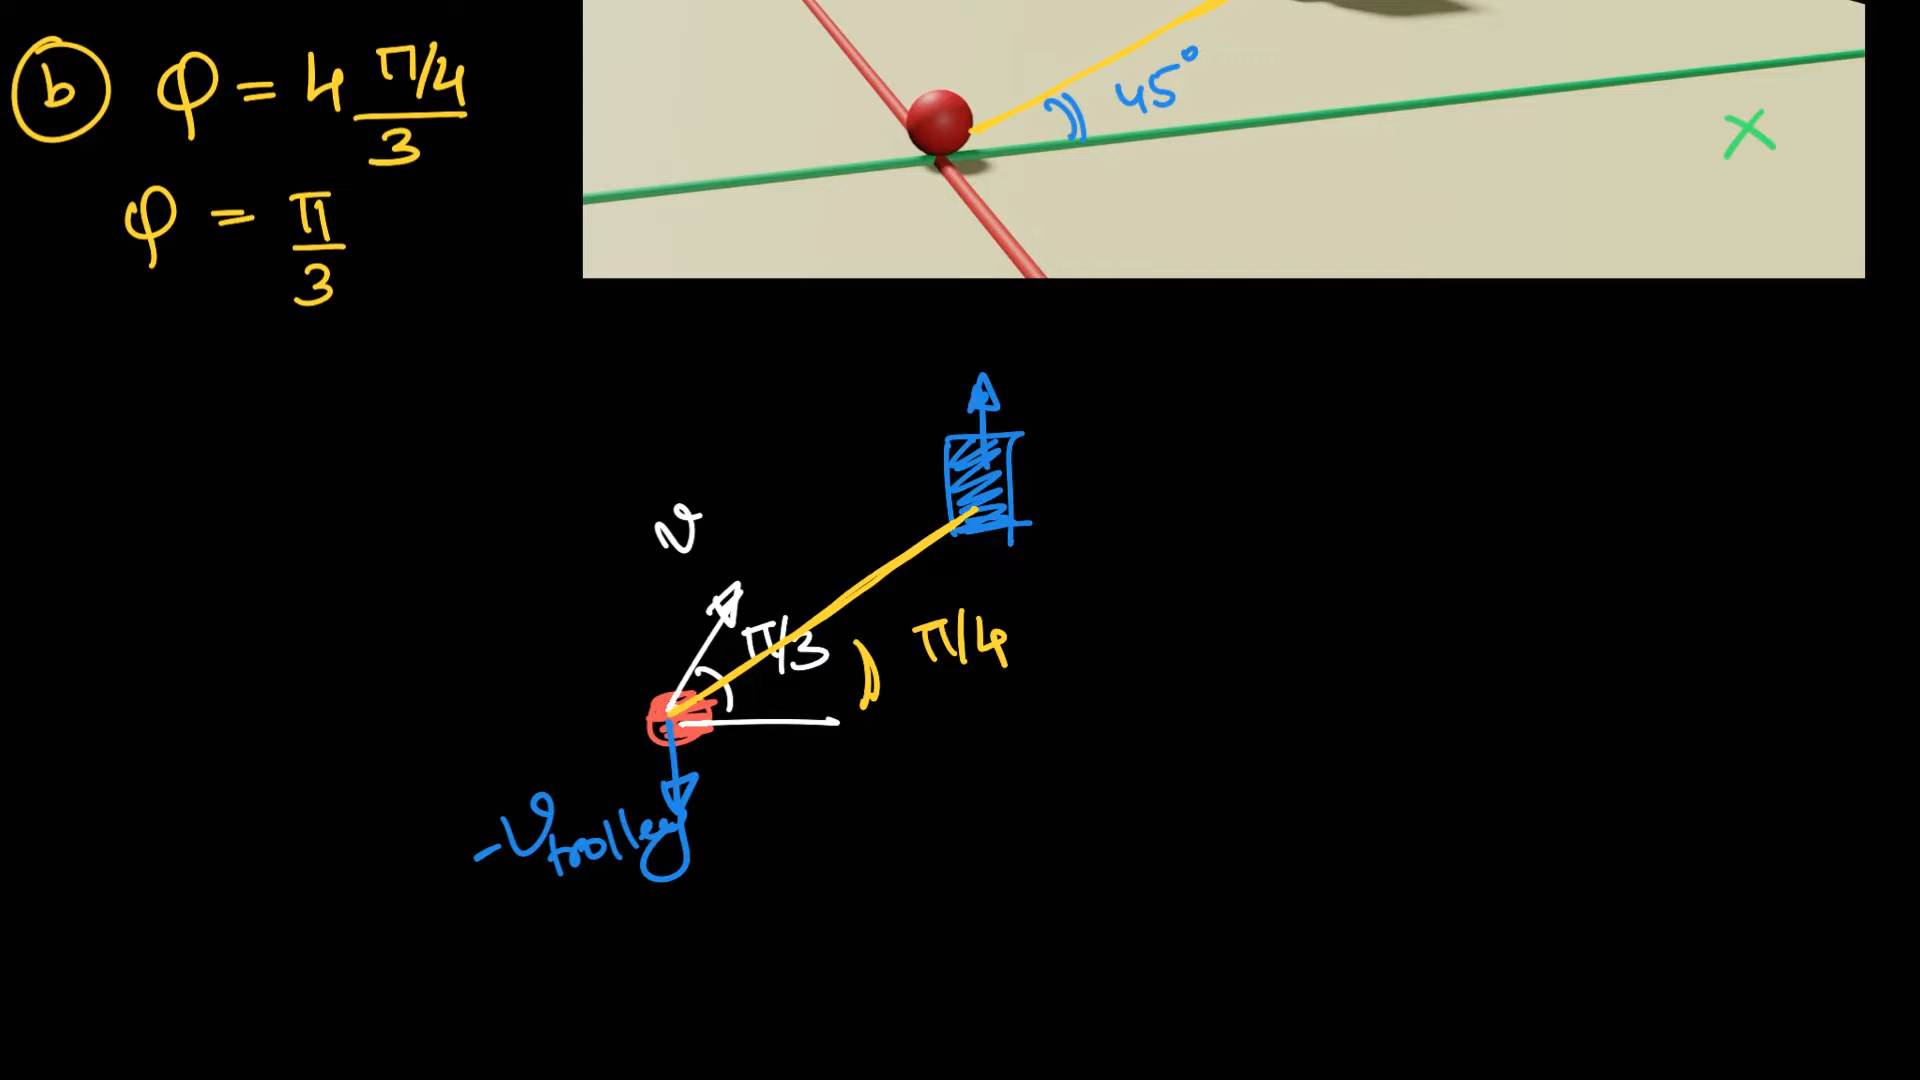 b φ = 4 π/4 / 3
φ = π / 3
45°
X
v
π/3
π/4
-v trolley